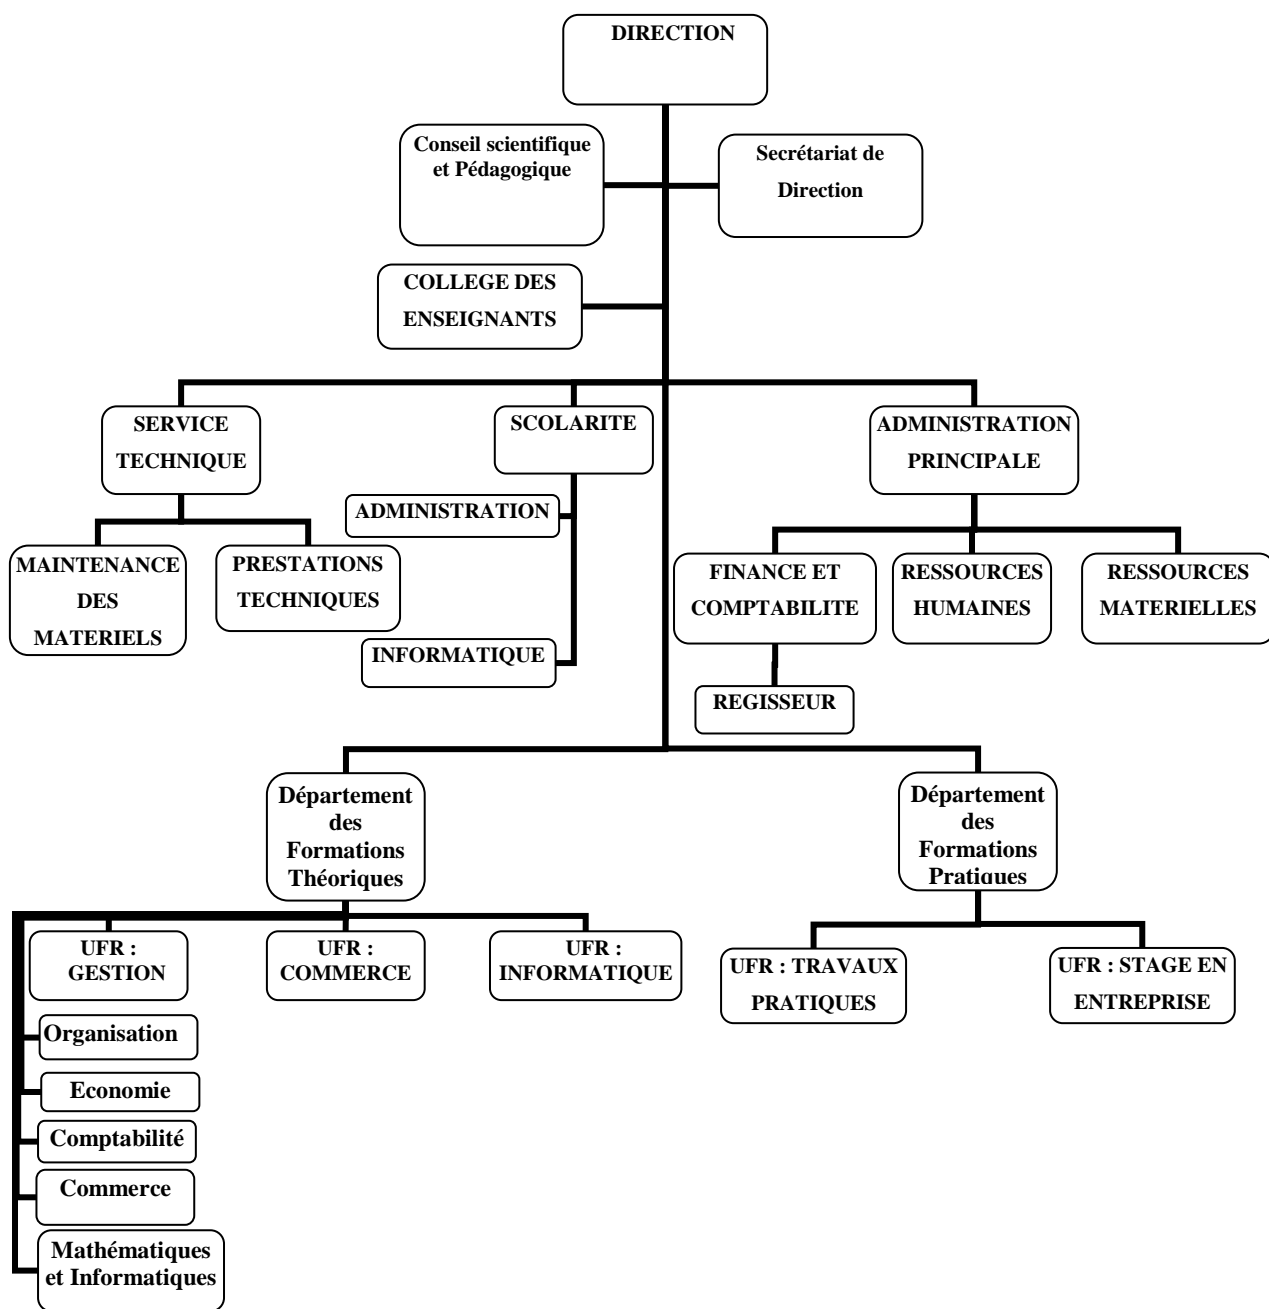 DIRECTION
Conseil scientifique
et Pédagogique
Secrétariat de
Direction
COLLEGE DES
ENSEIGNANTS
SERVICE
TECHNIQUE
SCOLARITE
ADMINISTRATION
PRINCIPALE
ADMINISTRATION
INFORMATIQUE
MAINTENANCE
DES
MATERIELS
PRESTATIONS
TECHNIQUES
FINANCE ET
COMPTABILITE
RESSOURCES
HUMAINES
RESSOURCES
MATERIELLES
REGISSEUR
Département
des
Formations
Théoriques
Département
des
Formations
Pratiques
UFR :
GESTION
UFR :
COMMERCE
UFR :
INFORMATIQUE
UFR : TRAVAUX
PRATIQUES
UFR : STAGE EN
ENTREPRISE
Organisation
Economie
Comptabilité
Commerce
Mathématiques
et Informatiques